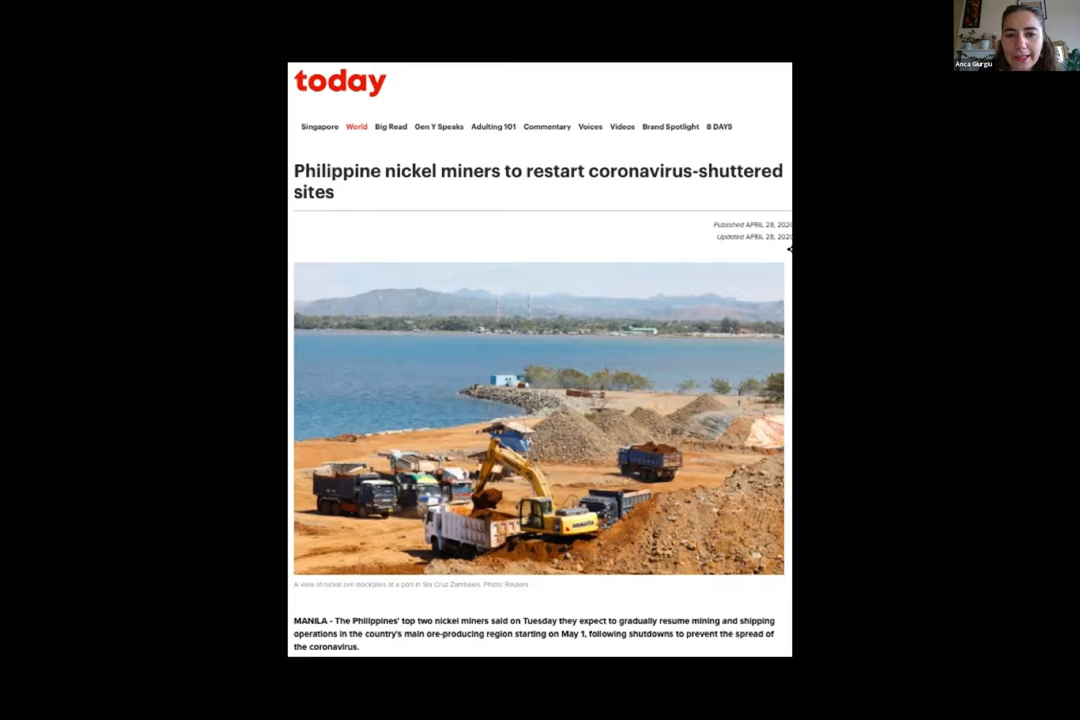 today
Singapore World Big Read Gen Y Speaks Adulting 101 Commentary Voices Videos Brand Spotlight 8 DAYS
Philippine nickel miners to restart coronavirus-shuttered
sites
Published APRIL 28, 2020
Updated APRIL 28, 2020
KOMATSU
A view of nickel ore stockpiles at a port in Sta Cruz Zambales. Photo: Reuters
MANILA - The Philippines' top two nickel miners said on Tuesday they expect to gradually resume mining and shipping
operations in the country's main ore-producing region starting on May 1, following shutdowns to prevent the spread of
the coronavirus.
Anca Giurgiu